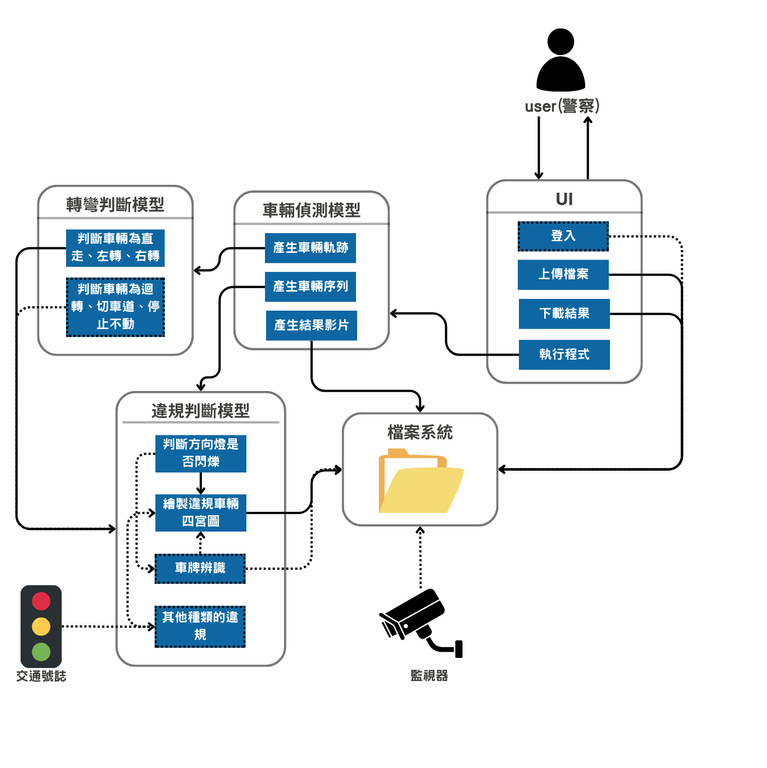 user(警察)
轉彎判斷模型
判斷車輛為直
走、左轉、右轉
判斷車輛為迴
轉、切車道、停
止不動
車輛偵測模型
產生車輛軌跡
產生車輛序列
產生結果影片
UI
登入
上傳檔案
下載結果
執行程式
違規判斷模型
判斷方向燈是
否閃爍
繪製違規車輛
四宮圖
車牌辨識
其他種類的違
規
檔案系統
交通號誌
監視器